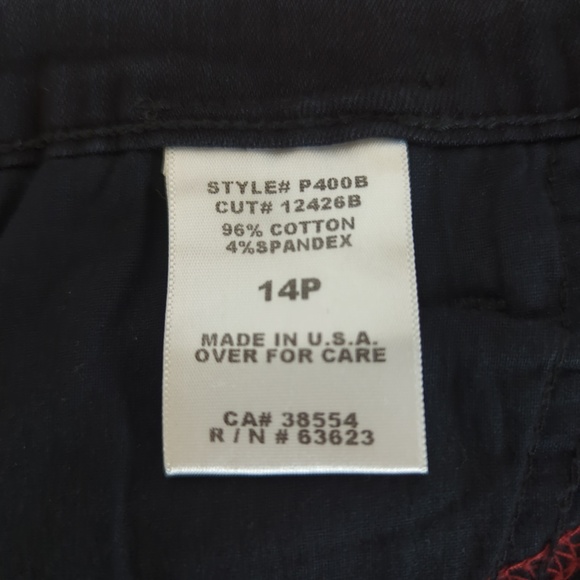 STYLE# P400B
CUT# 12426B
96% COTTON
4%SPANDEX
14P
MADE IN U.S.A.
OVER FOR CARE
CA# 38554
R / N # 63623